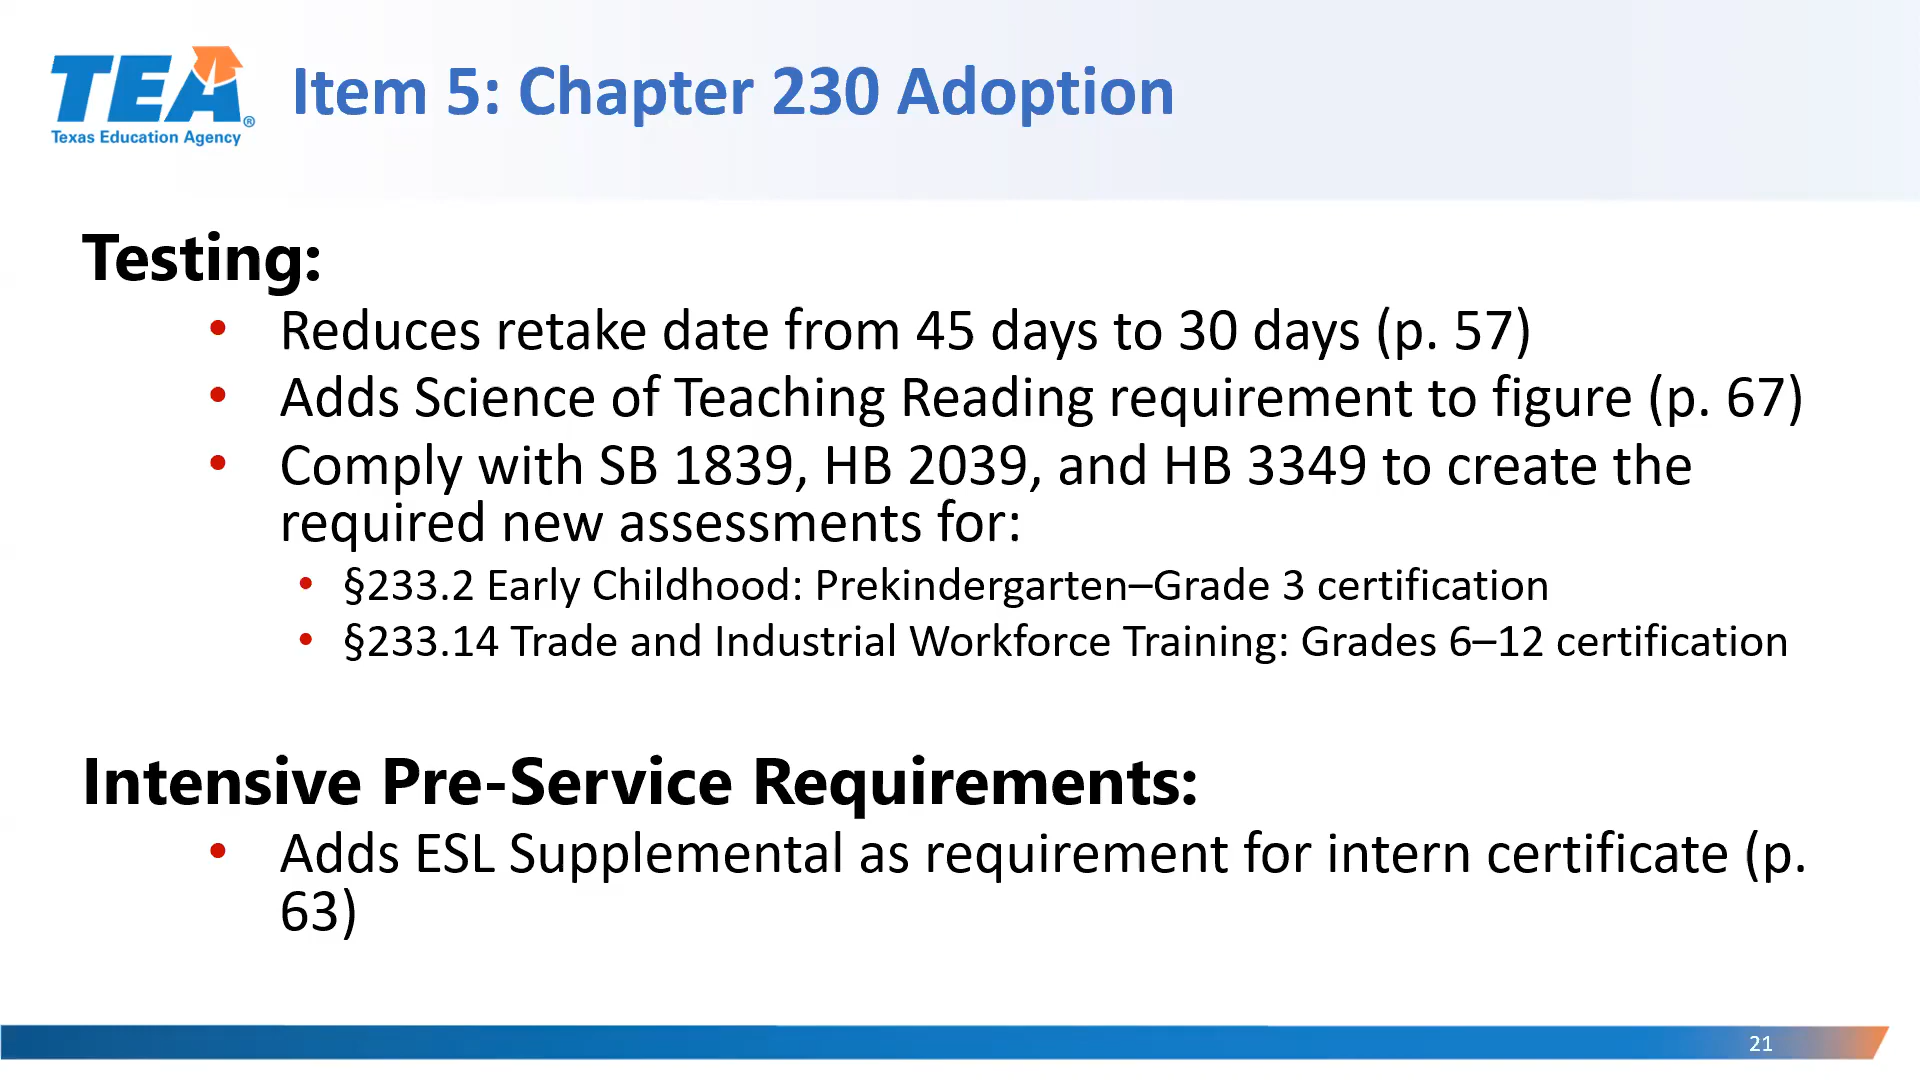 TEA®
Texas Education Agency
Item 5: Chapter 230 Adoption
Testing:
• Reduces retake date from 45 days to 30 days (p. 57)
• Adds Science of Teaching Reading requirement to figure (p. 67)
• Comply with SB 1839, HB 2039, and HB 3349 to create the
required new assessments for:
• §233.2 Early Childhood: Prekindergarten–Grade 3 certification
• §233.14 Trade and Industrial Workforce Training: Grades 6–12 certification
Intensive Pre-Service Requirements:
• Adds ESL Supplemental as requirement for intern certificate (p.
63)
21